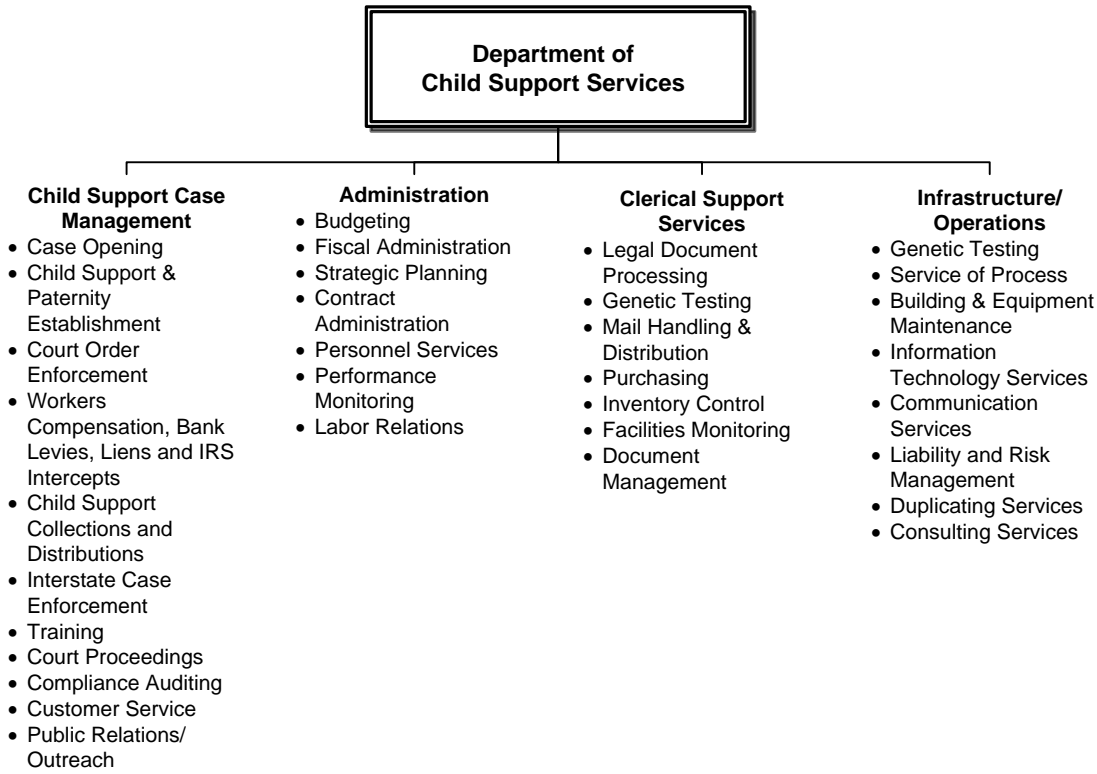 Department of
Child Support Services
Child Support Case
Management
• Case Opening
• Child Support &
Paternity
Establishment
• Court Order
Enforcement
• Workers
Compensation, Bank
Levies, Liens and IRS
Intercepts
• Child Support
Collections and
Distributions
• Interstate Case
Enforcement
• Training
• Court Proceedings
• Compliance Auditing
• Customer Service
• Public Relations/
Outreach
Administration
• Budgeting
• Fiscal Administration
• Strategic Planning
• Contract
Administration
• Personnel Services
• Performance
Monitoring
• Labor Relations
Clerical Support
Services
• Legal Document
Processing
• Genetic Testing
• Mail Handling &
Distribution
• Purchasing
• Inventory Control
• Facilities Monitoring
• Document
Management
Infrastructure/
Operations
• Genetic Testing
• Service of Process
• Building & Equipment
Maintenance
• Information
Technology Services
• Communication
Services
• Liability and Risk
Management
• Duplicating Services
• Consulting Services